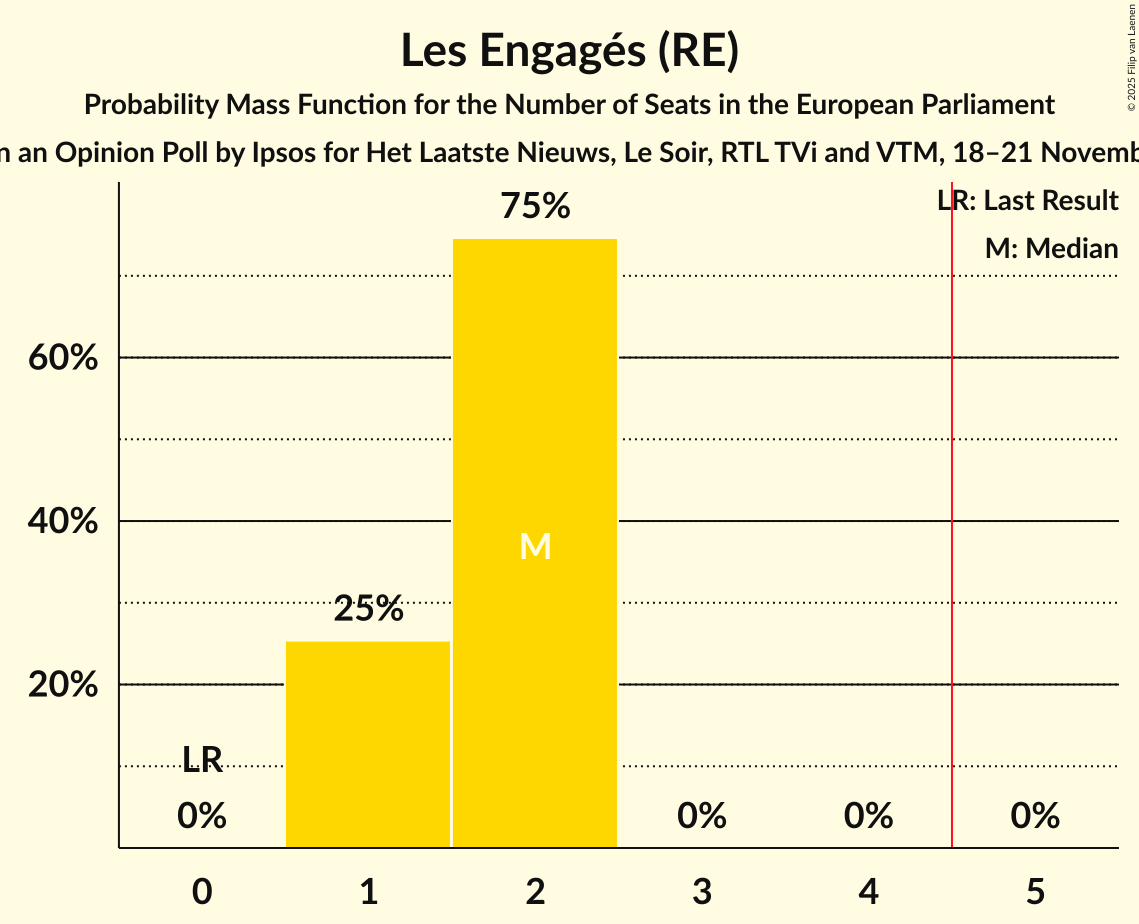 Les Engagés (RE)
Probability Mass Function for the Number of Seats in the European Parliament
an Opinion Poll by Ipsos for Het Laatste Nieuws, Le Soir, RTL TVi and VTM, 18–21
© 2025 Filip van Laenen
LR: Last Result
M: Median
75%
60%
40%
M
25%
20%
LR
0%
0%
0%
0%
0
1
2
3
4
5